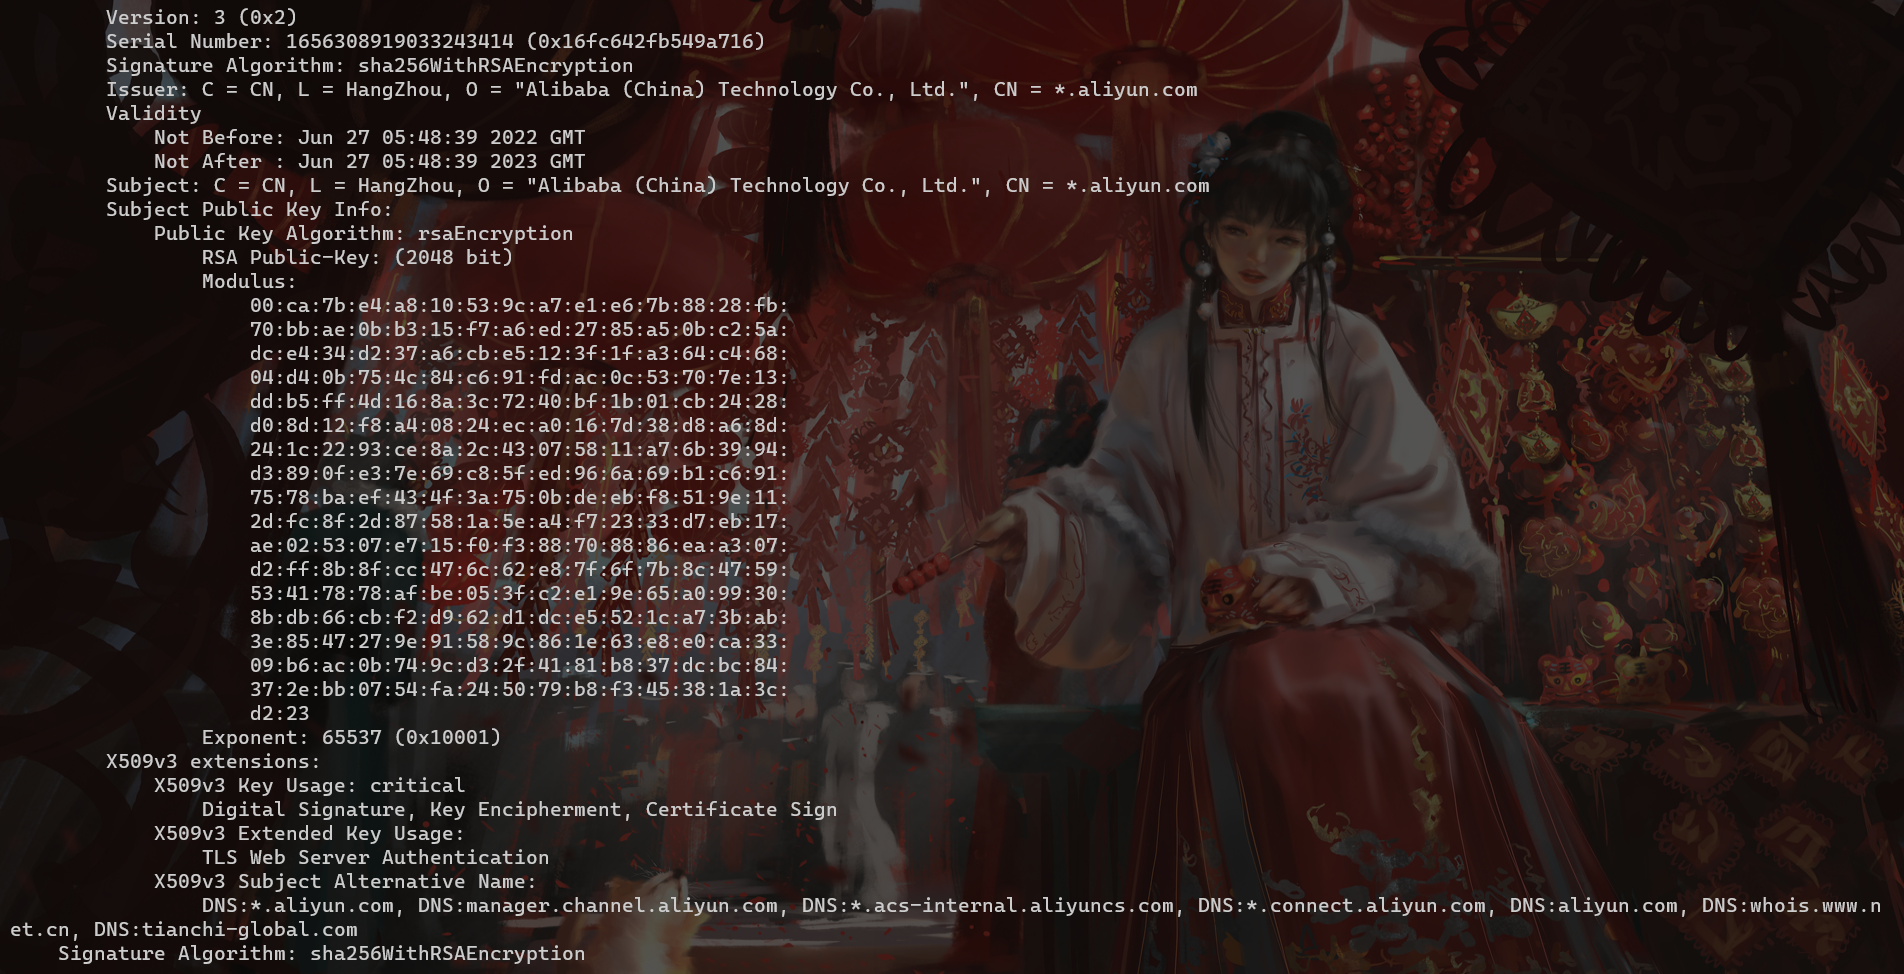 Version: 3 (0x2)
Serial Number: 1656308919033243414 (0x16fc642fb549a716)
Signature Algorithm: sha256WithRSAEncryption
Issuer: C = CN, L = HangZhou, O = "Alibaba (China) Technology Co., Ltd.", CN = *.aliyun.com
Validity
Not Before: Jun 27 05:48:39 2022 GMT
Not After : Jun 27 05:48:39 2023 GMT
Subject: C = CN, L = HangZhou, O = "Alibaba (China) Technology Co., Ltd.", CN = *.aliyun.com
Subject Public Key Info:
Public Key Algorithm: rsaEncryption
RSA Public-Key: (2048 bit)
Modulus:
00:ca:7b:e4:a8:10:53:9c:a7:e1:e6:7b:88:28:fb:
70:bb:ae:0b:b3:15:f7:a6:ed:27:85:a5:0b:c2:5a:
dc:e4:34:d2:37:a6:cb:e5:12:3f:1f:a3:64:c4:68:
04:d4:0b:75:4c:84:c6:91:fd:ac:0c:53:70:7e:13:
dd:b5:ff:4d:16:8a:3c:72:40:bf:1b:01:cb:24:28:
d0:8d:12:f8:a4:08:24:ec:a0:16:7d:38:d8:a6:8d:
24:1c:22:93:ce:8a:2c:43:07:58:11:a7:6b:39:94:
d3:89:0f:e3:7e:69:c8:5f:ed:96:6a:69:b1:c6:91:
75:78:ba:ef:43:4f:3a:75:0b:de:eb:f8:51:9e:11:
2d:fc:8f:2d:87:58:1a:5e:a4:f7:23:33:d7:eb:17:
ae:02:53:07:e7:15:f0:f3:88:70:88:86:ea:a3:07:
d2:ff:8b:8f:cc:47:6c:62:e8:7f:6f:7b:8c:47:59:
53:41:78:78:af:be:05:3f:c2:e1:9e:65:a0:99:30:
8b:db:66:cb:f2:d9:62:d1:dc:e5:52:1c:a7:3b:ab:
3e:85:47:27:9e:91:58:9c:86:1e:63:e8:e0:ca:33:
09:b6:ac:0b:74:9c:d3:2f:41:81:b8:37:dc:bc:84:
37:2e:bb:07:54:fa:24:50:79:b8:f3:45:38:1a:3c:
d2:23
Exponent: 65537 (0x10001)
X509v3 extensions:
X509v3 Key Usage: critical
Digital Signature, Key Encipherment, Certificate Sign
X509v3 Extended Key Usage:
TLS Web Server Authentication
X509v3 Subject Alternative Name:
DNS:*.aliyun.com, DNS:manager.channel.aliyun.com, DNS:*.acs-internal.aliyuncs.com, DNS:*.connect.aliyun.com, DNS:aliyun.com, DNS:whois.www.n
et.cn, DNS:tianchi-global.com
Signature Algorithm: sha256WithRSAEncryption